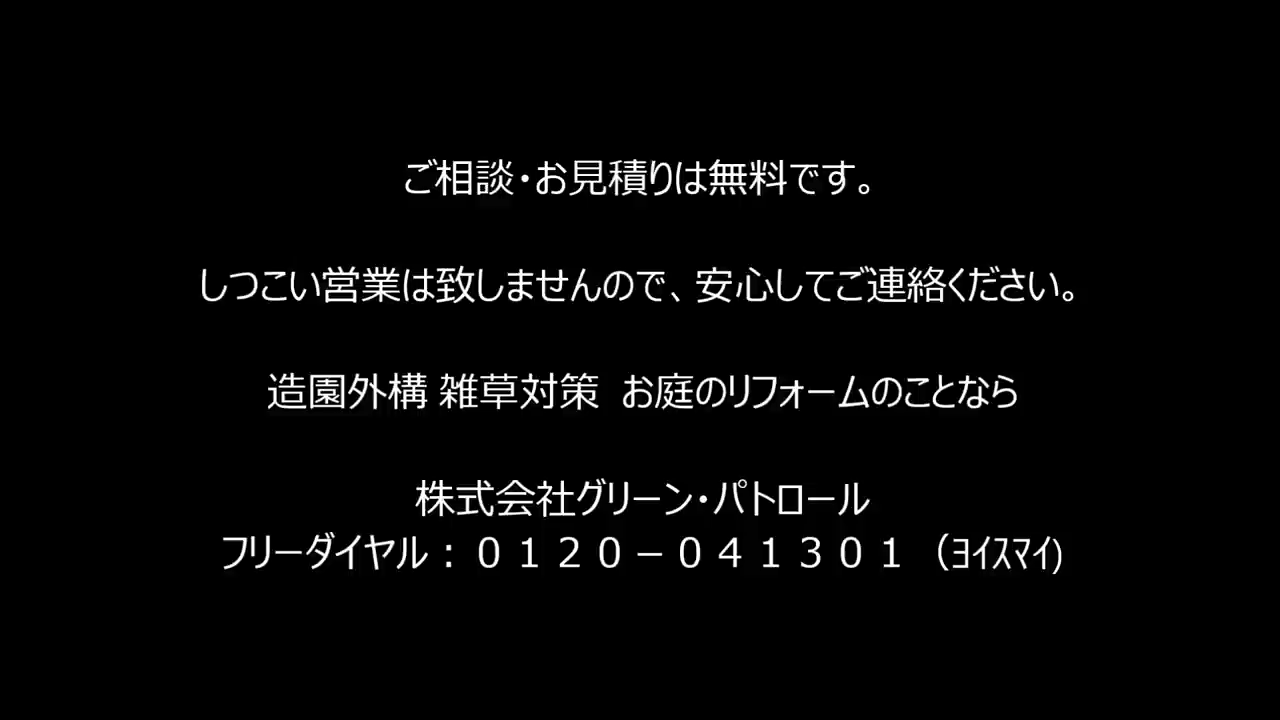 ご相談・お見積りは無料です。
しつこい営業は致しませんので、安心してご連絡ください。
造園外構 雑草対策  お庭のリフォームのことなら
株式会社グリーン・パトロール
フリーダイヤル：０１２０－０４１３０１（ﾖｲｽﾏｲ)